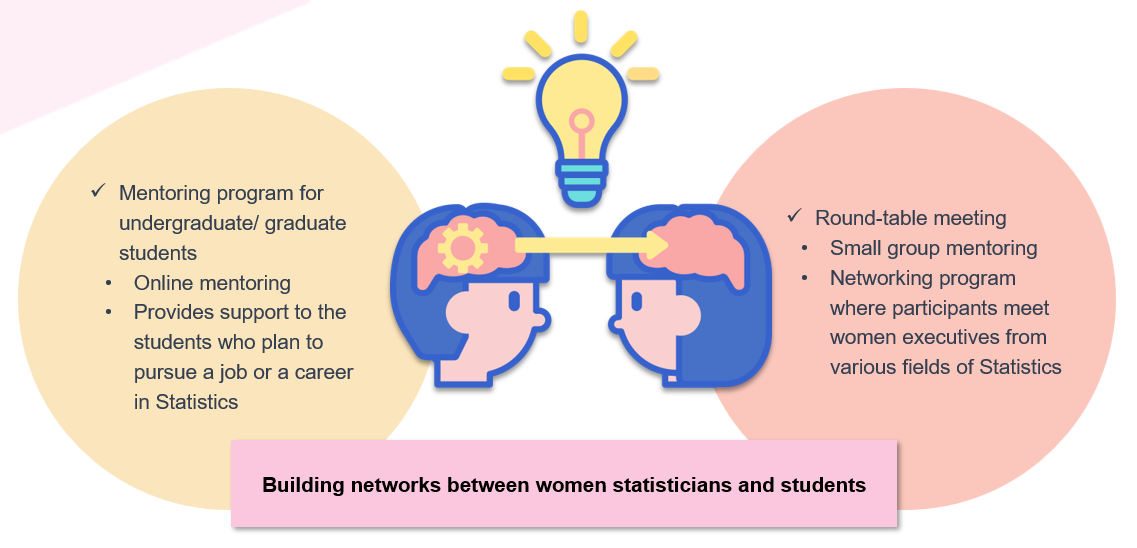 ✓ Mentoring program for
undergraduate/ graduate
students
• Online mentoring
• Provides support to the
students who plan to
pursue a job or a career
in Statistics
✓ Round-table meeting
• Small group mentoring
• Networking program
where participants meet
women executives from
various fields of Statistics
Building networks between women statisticians and students